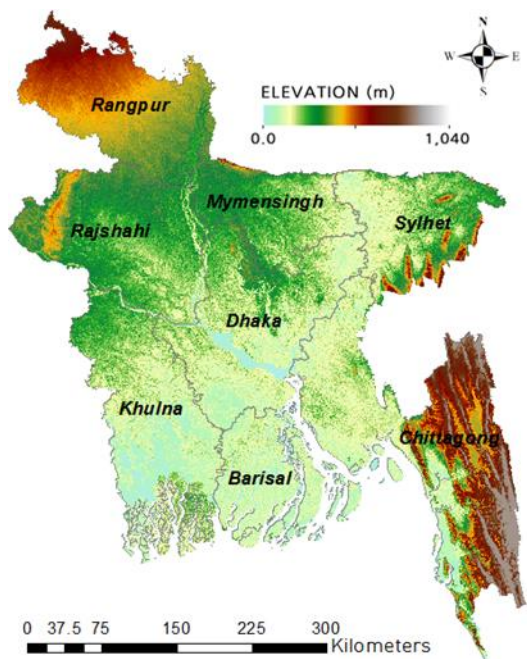 N
W E
S
ELEVATION (m)
0.0 1,040
Rangpur
Mymensingh
Sylhet
Rajshahi
Dhaka
Khulna
Chittagong
Barisal
0 37.5 75 150 225 300
Kilometers